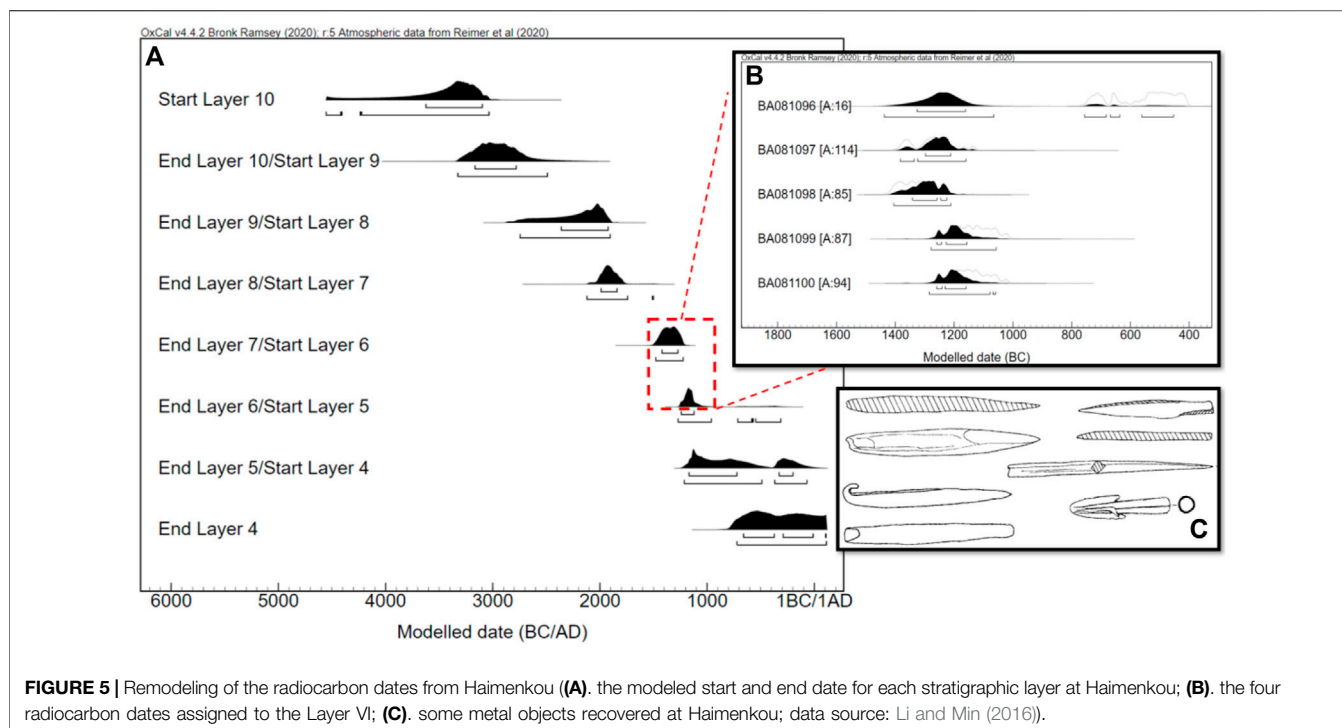 OxCal v4.4.2 Bronk Ramsey (2020); r:5 Atmospheric data from Reimer et al (2020)
A
Start Layer 10
End Layer 10/Start Layer 9
End Layer 9/Start Layer 8
End Layer 8/Start Layer 7
End Layer 7/Start Layer 6
End Layer 6/Start Layer 5
End Layer 5/Start Layer 4
End Layer 4
6000 5000 4000 3000 2000 1000 1BC/1AD
Modelled date (BC/AD)
OxCal v4.4.2 Bronk Ramsey (2020); r:5 Atmospheric data from Reimer et al (2020)
B
BA081096 [A:16]
BA081097 [A:114]
BA081098 [A:85]
BA081099 [A:87]
BA081100 [A:94]
1800 1600 1400 1200 1000 800 600 400
Modelled date (BC)
C
FIGURE 5 | Remodeling of the radiocarbon dates from Haimenkou ((A). the modeled start and end date for each stratigraphic layer at Haimenkou; (B). the four
radiocarbon dates assigned to the Layer VI; (C). some metal objects recovered at Haimenkou; data source: Li and Min (2016)).